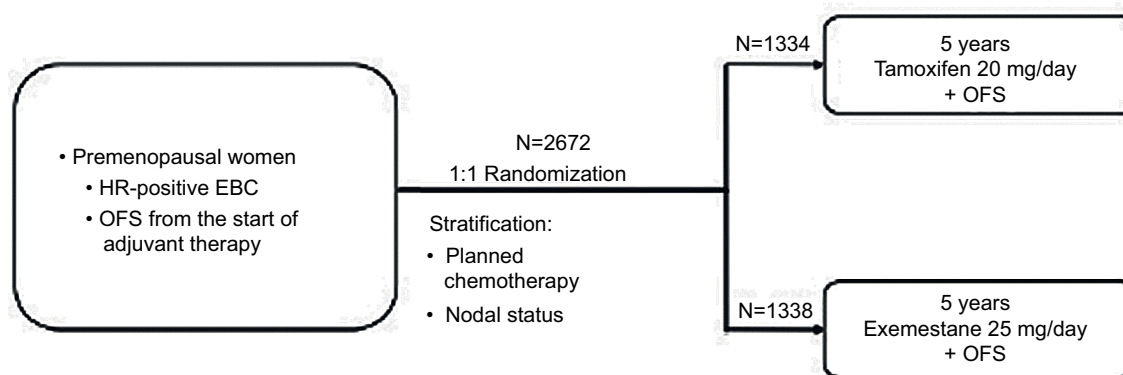 • Premenopausal women
• HR-positive EBC
• OFS from the start of
adjuvant therapy
N=2672
1:1 Randomization
Stratification:
• Planned
chemotherapy
• Nodal status
N=1334
5 years
Tamoxifen 20 mg/day
+ OFS
N=1338
5 years
Exemestane 25 mg/day
+ OFS